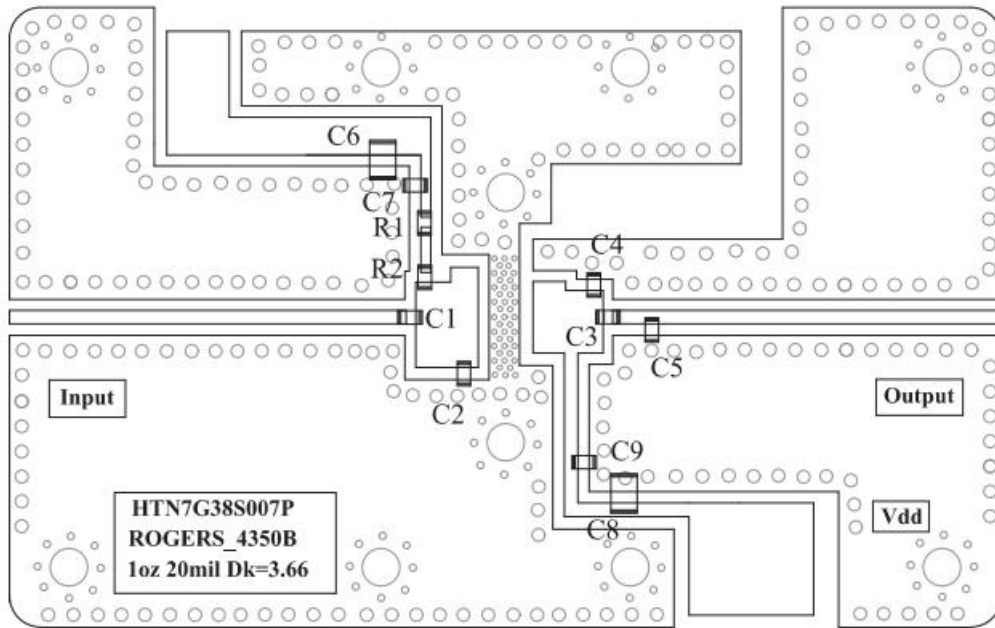 C6
C7
R1
C4
R2
C1
C3
C5
Input
C2
Output
C9
HTN7G38S007P
ROGERS_4350B
1oz 20mil Dk=3.66
C8
Vdd